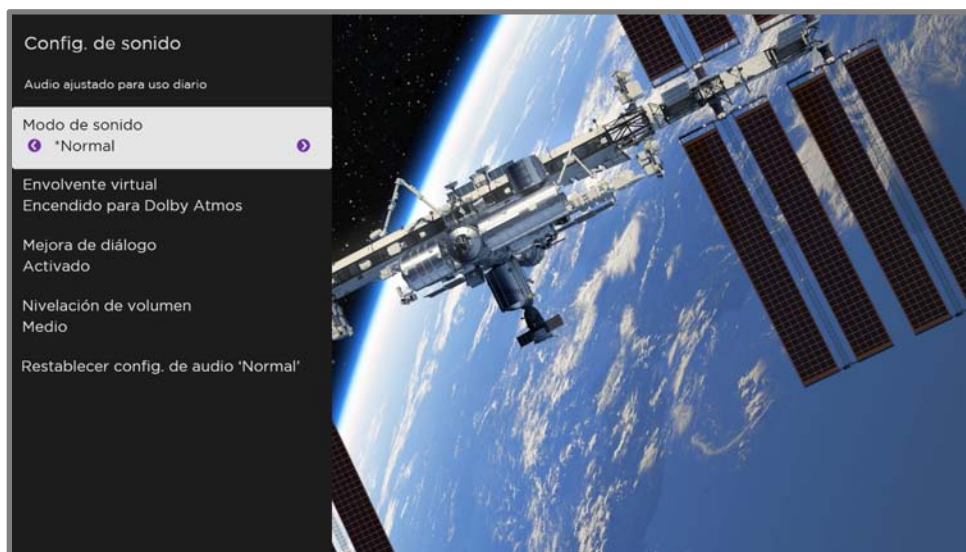 Config. de sonido
Audio ajustado para uso diario
Modo de sonido
*Normal
Envolvente virtual
Encendido para Dolby Atmos
Mejora de diálogo
Activado
Nivelación de volumen
Medio
Restablecer config. de audio ‘Normal’